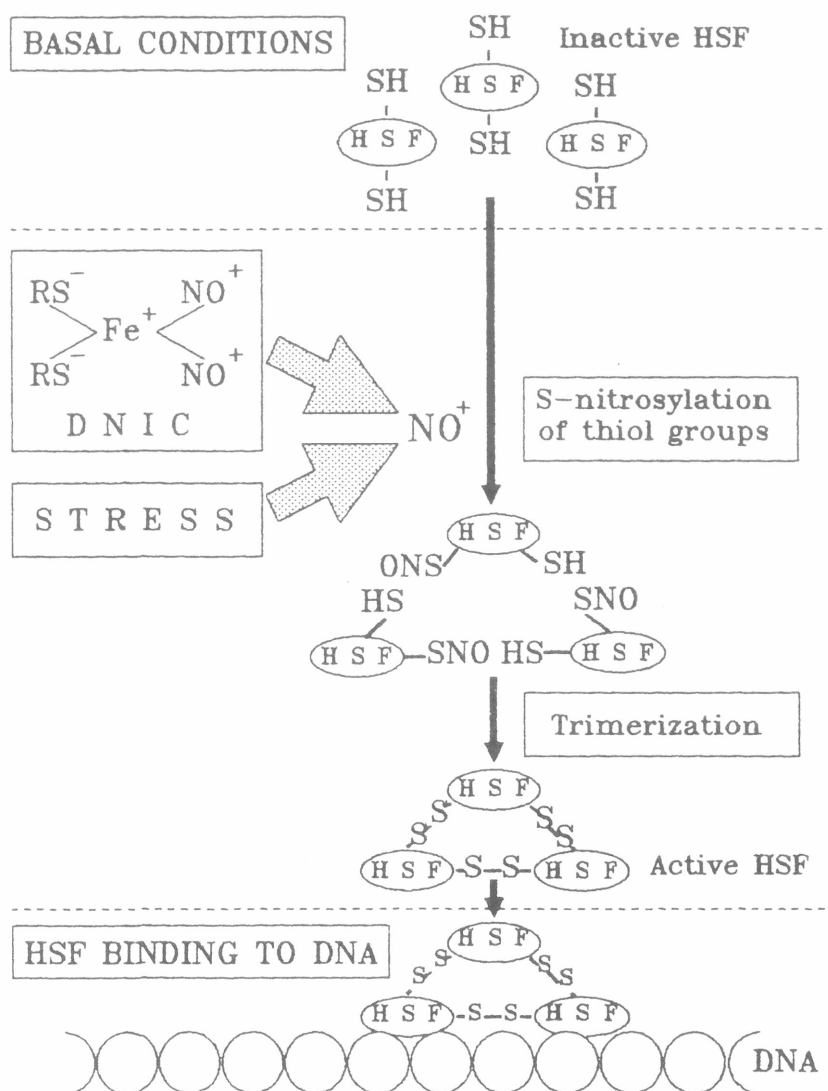 BASAL CONDITIONS
Inactive HSF
SH
HSF
SH
SH
HSF
SH
SH
HSF
SH
RS⁻ NO⁺
Fe⁺
RS⁻ NO⁺
DNIC
STRESS
NO⁺
S-nitrosylation
of thiol groups
HSF
ONS SH
HS SNO
HSF-SNO HS-HSF
Trimerization
HSF
S S
S S
HSF-S-S-HSF
Active HSF
HSF BINDING TO DNA
HSF
S S
S S
HSF-S-S-HSF
DNA